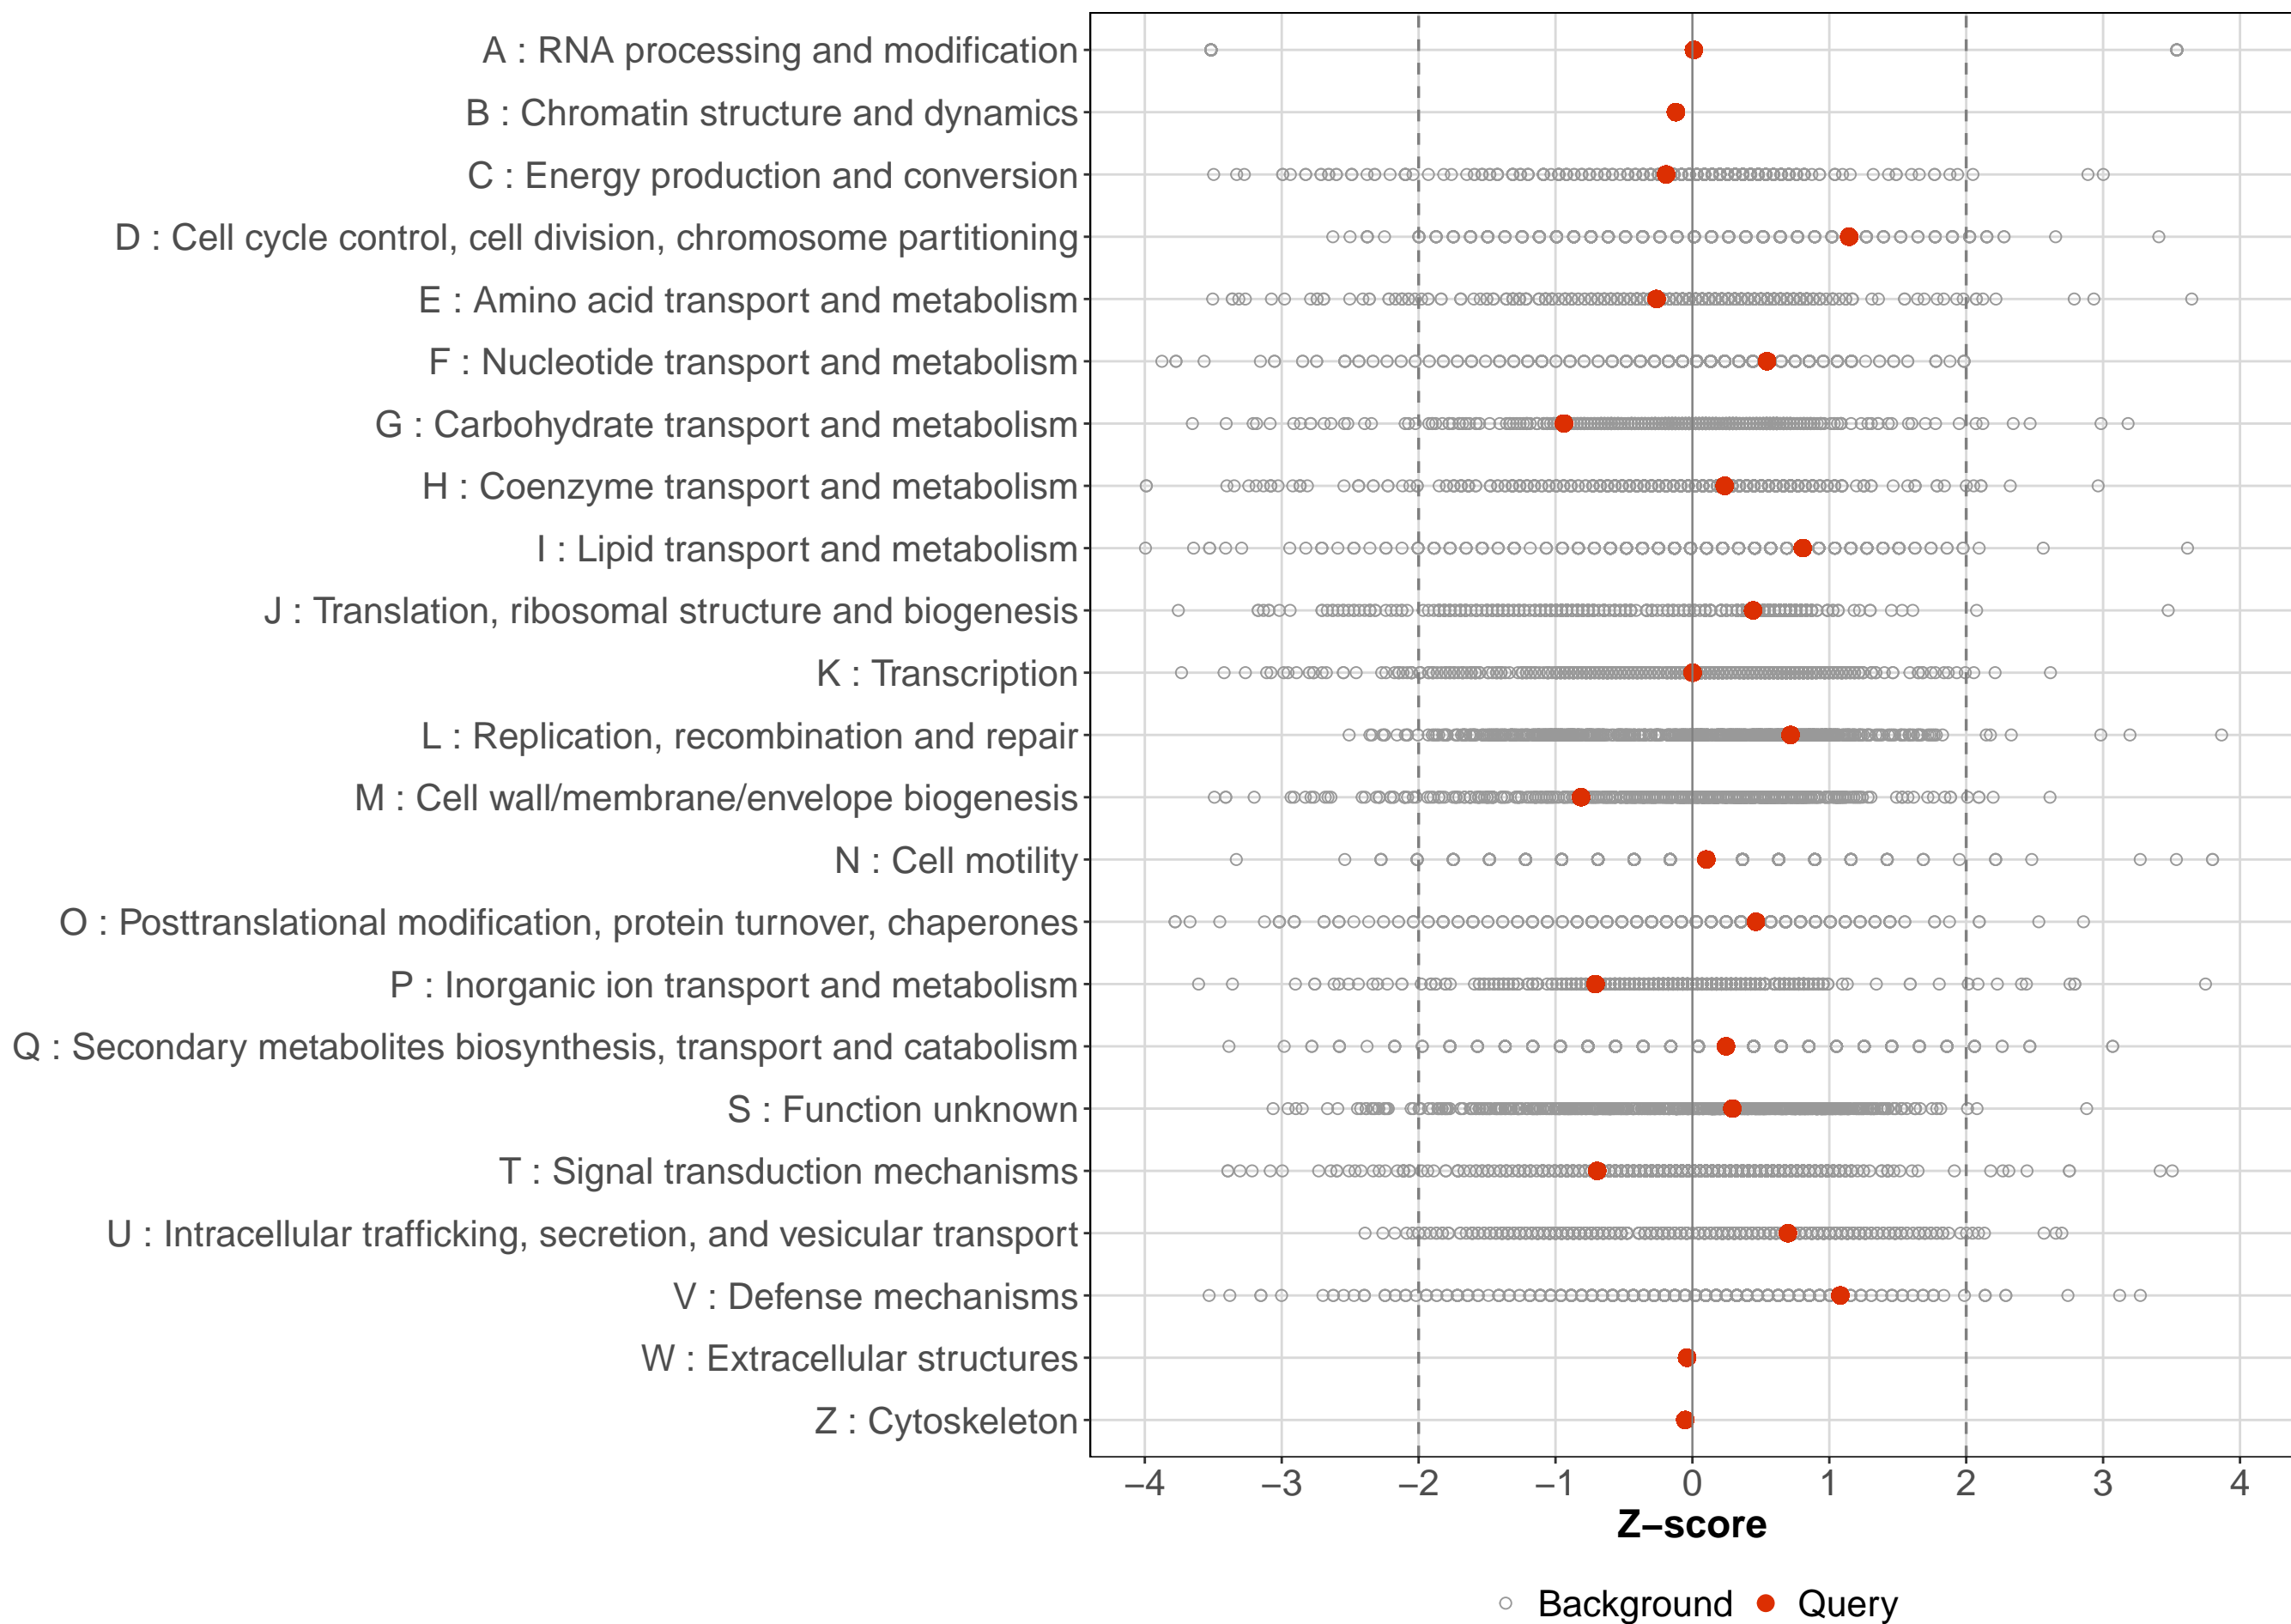 A : RNA processing and modification
B : Chromatin structure and dynamics
C : Energy production and conversion
D : Cell cycle control, cell division, chromosome partitioning
E : Amino acid transport and metabolism
F : Nucleotide transport and metabolism
G : Carbohydrate transport and metabolism
H : Coenzyme transport and metabolism
I : Lipid transport and metabolism
J : Translation, ribosomal structure and biogenesis
K : Transcription
L : Replication, recombination and repair
M : Cell wall/membrane/envelope biogenesis
N : Cell motility
O : Posttranslational modification, protein turnover, chaperones
P : Inorganic ion transport and metabolism
Q : Secondary metabolites biosynthesis, transport and catabolism
S : Function unknown
T : Signal transduction mechanisms
U : Intracellular trafficking, secretion, and vesicular transport
V : Defense mechanisms
W : Extracellular structures
Z : Cytoskeleton
−4 −3 −2 −1 0 1 2 3 4
Z−score
Background Query